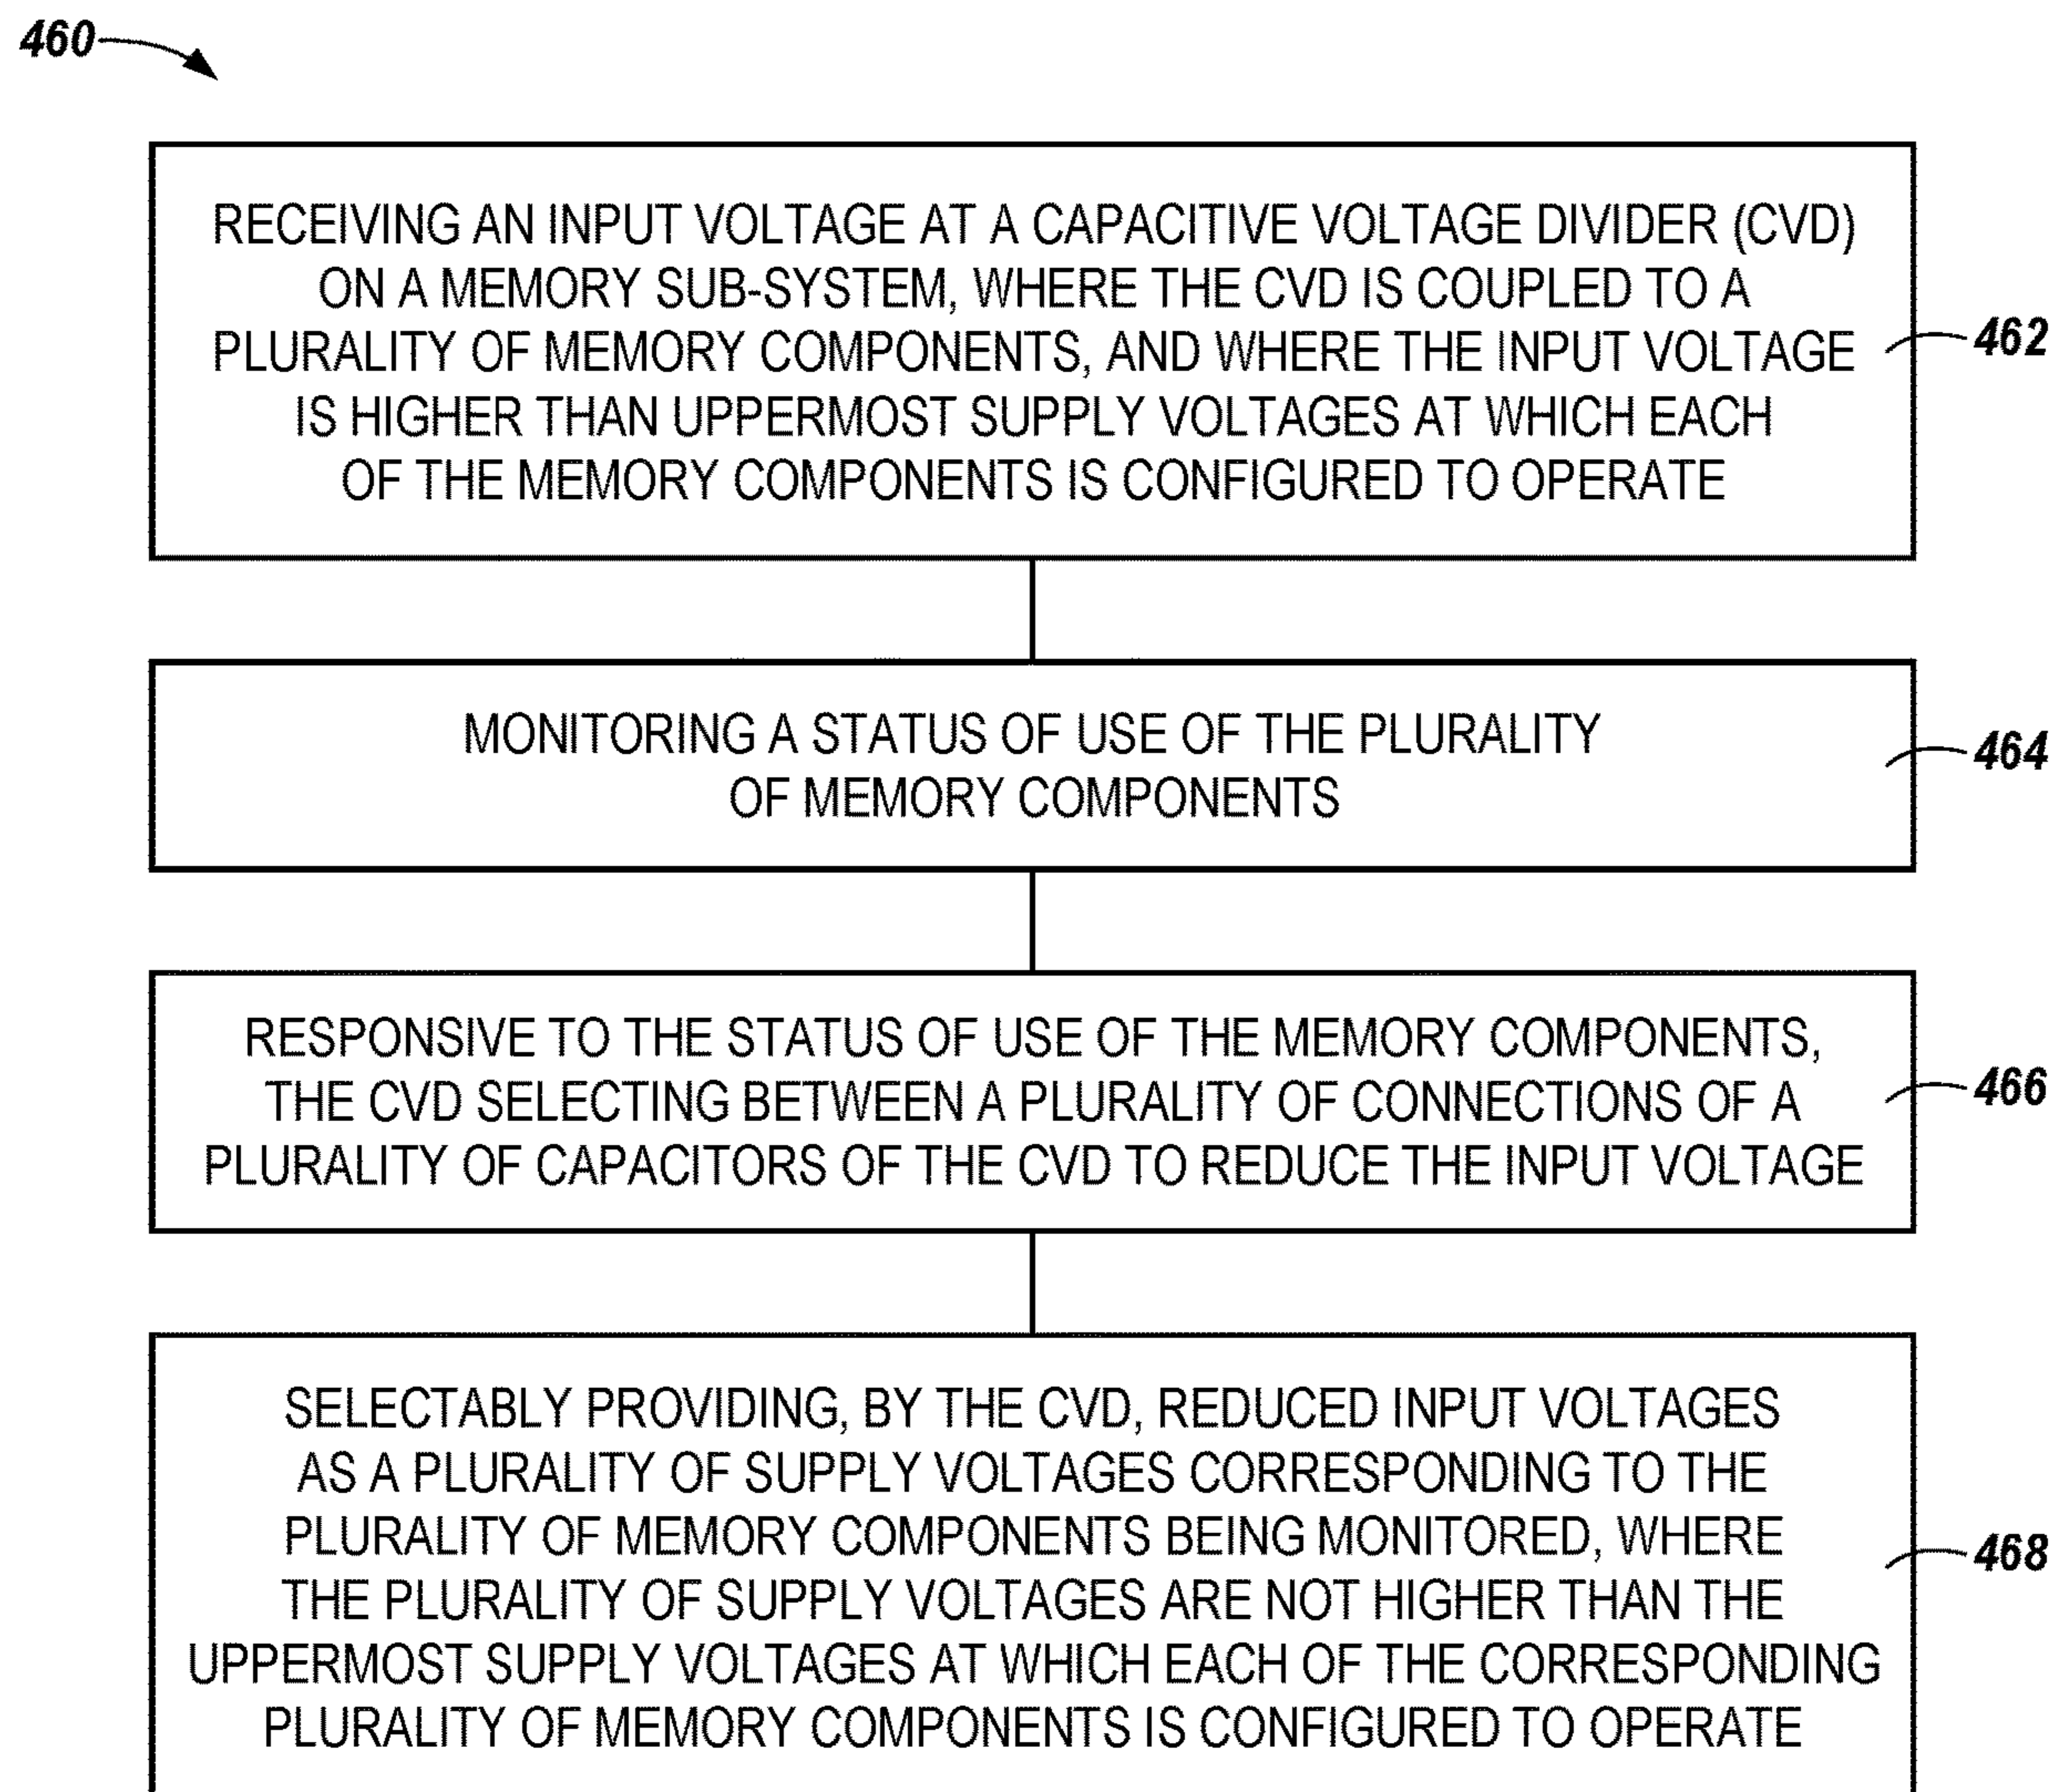 460
RECEIVING AN INPUT VOLTAGE AT A CAPACITIVE VOLTAGE DIVIDER (CVD)
ON A MEMORY SUB-SYSTEM, WHERE THE CVD IS COUPLED TO A
PLURALITY OF MEMORY COMPONENTS, AND WHERE THE INPUT VOLTAGE
IS HIGHER THAN UPPERMOST SUPPLY VOLTAGES AT WHICH EACH
OF THE MEMORY COMPONENTS IS CONFIGURED TO OPERATE
462
MONITORING A STATUS OF USE OF THE PLURALITY
OF MEMORY COMPONENTS
464
RESPONSIVE TO THE STATUS OF USE OF THE MEMORY COMPONENTS,
THE CVD SELECTING BETWEEN A PLURALITY OF CONNECTIONS OF A
PLURALITY OF CAPACITORS OF THE CVD TO REDUCE THE INPUT VOLTAGE
466
SELECTABLY PROVIDING, BY THE CVD, REDUCED INPUT VOLTAGES
AS A PLURALITY OF SUPPLY VOLTAGES CORRESPONDING TO THE
PLURALITY OF MEMORY COMPONENTS BEING MONITORED, WHERE
THE PLURALITY OF SUPPLY VOLTAGES ARE NOT HIGHER THAN THE
UPPERMOST SUPPLY VOLTAGES AT WHICH EACH OF THE CORRESPONDING
PLURALITY OF MEMORY COMPONENTS IS CONFIGURED TO OPERATE
468